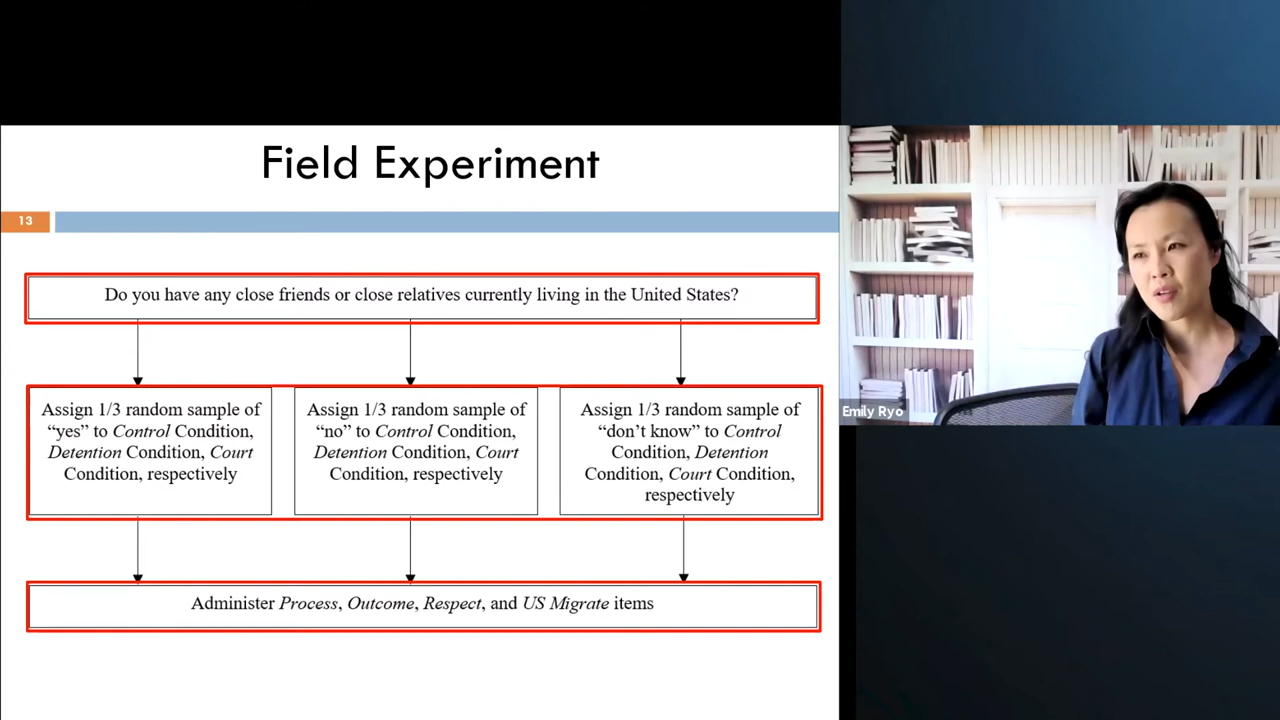 Field Experiment
13
Do you have any close friends or close relatives currently living in the United States?
Assign 1/3 random sample of
“yes” to Control Condition,
Detention Condition, Court
Condition, respectively
Assign 1/3 random sample of
“no” to Control Condition,
Detention Condition, Court
Condition, respectively
Assign 1/3 random sample of
“don’t know” to Control
Condition, Detention
Condition, Court Condition,
respectively
Administer Process, Outcome, Respect, and US Migrate items
Emily Ryo